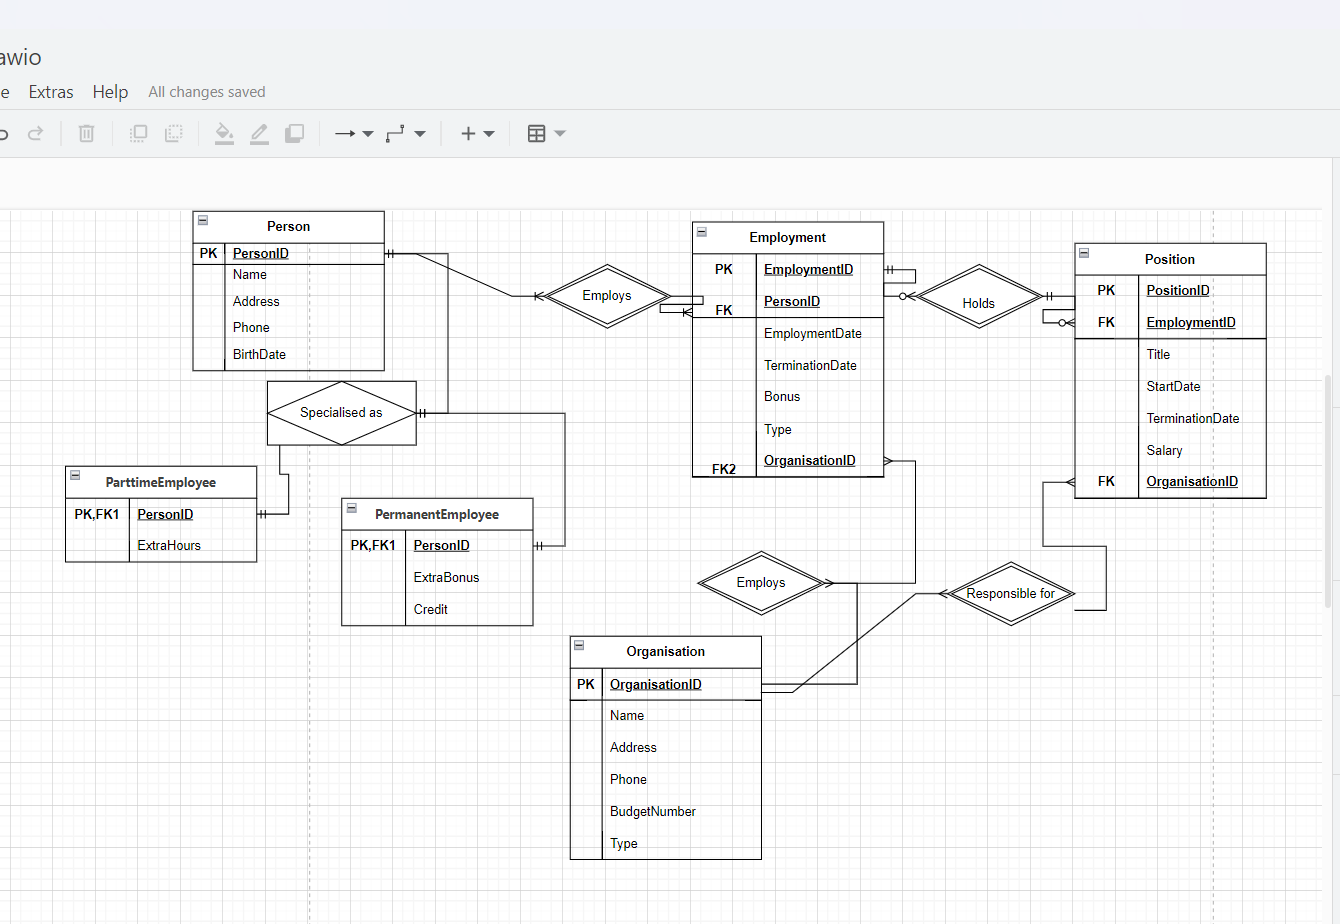 awio
e Extras Help All changes saved
Person
PK PersonID
Name
Address
Phone
BirthDate
Employs
Employment
PK EmploymentID
PersonID
FK
EmploymentDate
TerminationDate
Bonus
Type
OrganisationID
FK2
Holds
Position
PK PositionID
FK EmploymentID
Title
StartDate
TerminationDate
Salary
FK OrganisationID
Specialised as
ParttimeEmployee
PK,FK1 PersonID
ExtraHours
PermanentEmployee
PK,FK1 PersonID
ExtraBonus
Credit
Employs
Responsible for
Organisation
PK OrganisationID
Name
Address
Phone
BudgetNumber
Type